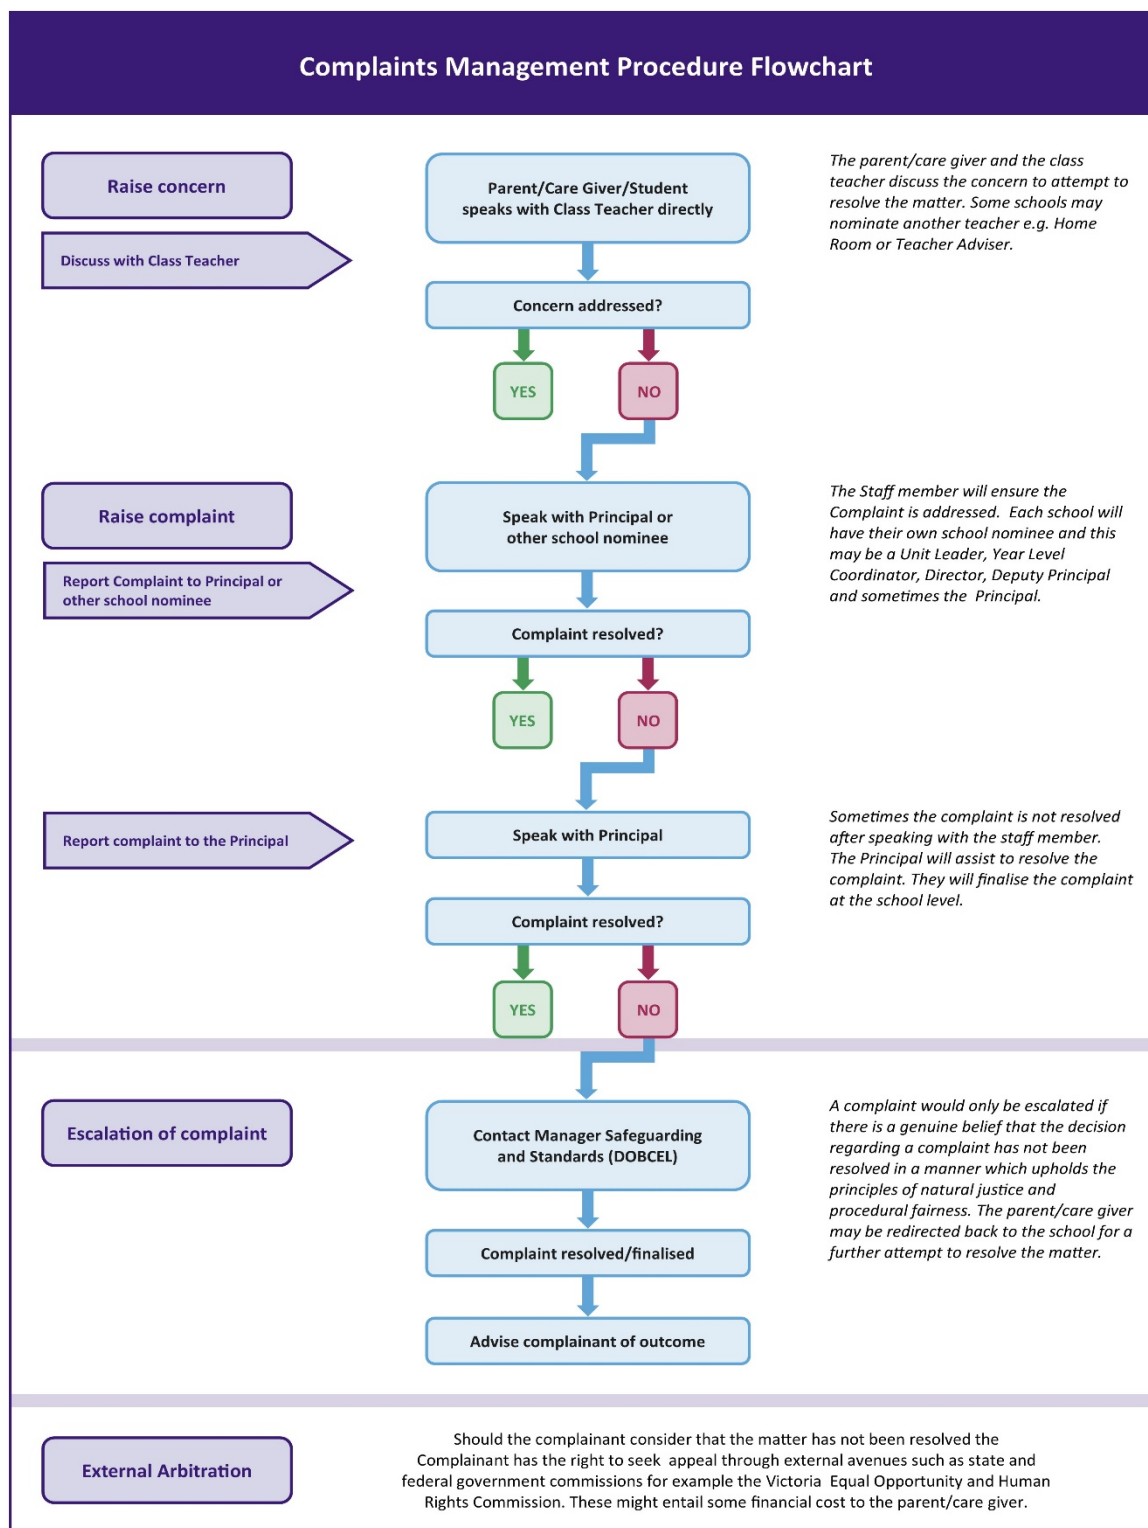 Complaints Management Procedure Flowchart
Raise concern
Discuss with Class Teacher
Parent/Care Giver/Student
speaks with Class Teacher directly
The parent/care giver and the class
teacher discuss the concern to attempt to
resolve the matter. Some schools may
nominate another teacher e.g. Home
Room or Teacher Adviser.
Concern addressed?
YES
NO
Raise complaint
Report Complaint to Principal or
other school nominee
Speak with Principal or
other school nominee
The Staff member will ensure the
Complaint is addressed.  Each school will
have their own school nominee and this
may be a Unit Leader, Year Level
Coordinator, Director, Deputy Principal
and sometimes the  Principal.
Complaint resolved?
YES
NO
Report complaint to the Principal
Speak with Principal
Sometimes the complaint is not resolved
after speaking with the staff member.
The Principal will assist to resolve the
complaint. They will finalise the complaint
at the school level.
Complaint resolved?
YES
NO
Escalation of complaint
Contact Manager Safeguarding
and Standards (DOBCEL)
A complaint would only be escalated if
there is a genuine belief that the decision
regarding a complaint has not been
resolved in a manner which upholds the
principles of natural justice and
procedural fairness. The parent/care giver
may be redirected back to the school for a
further attempt to resolve the matter.
Complaint resolved/finalised
Advise complainant of outcome
External Arbitration
Should the complainant consider that the matter has not been resolved the
Complainant has the right to seek  appeal through external avenues such as state and
federal government commissions for example the Victoria  Equal Opportunity and Human
Rights Commission. These might entail some financial cost to the parent/care giver.